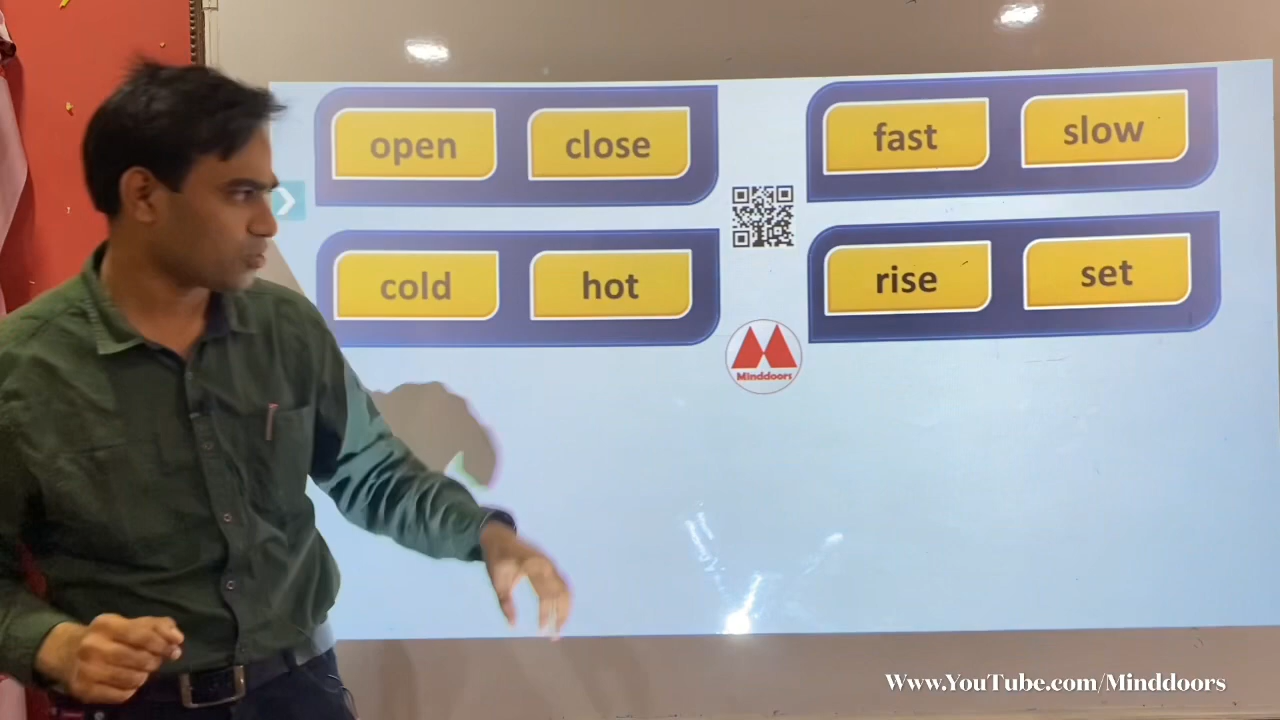 open close
fast slow
cold hot
rise set
Minddoors
Www.YouTube.com/Minddoors